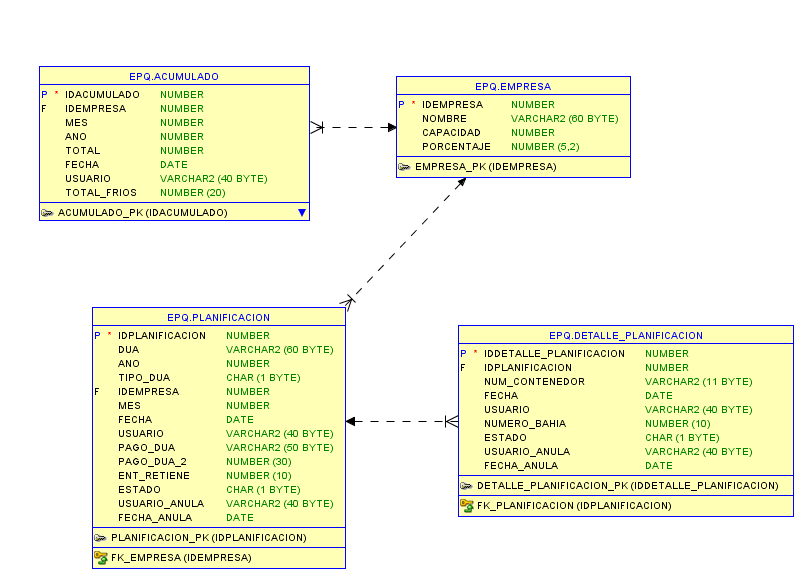 EPQ.ACUMULADO
P * IDACUMULADO NUMBER
F IDEMPRESA NUMBER
MES NUMBER
ANO NUMBER
TOTAL NUMBER
FECHA DATE
USUARIO VARCHAR2 (40 BYTE)
TOTAL_FRIOS NUMBER (20)
ACUMULADO_PK (IDACUMULADO)
EPQ.EMPRESA
P * IDEMPRESA NUMBER
NOMBRE VARCHAR2 (60 BYTE)
CAPACIDAD NUMBER
PORCENTAJE NUMBER (5,2)
EMPRESA_PK (IDEMPRESA)
EPQ.PLANIFICACION
P * IDPLANIFICACION NUMBER
DUA VARCHAR2 (60 BYTE)
ANO NUMBER
TIPO_DUA CHAR (1 BYTE)
F IDEMPRESA NUMBER
MES NUMBER
FECHA DATE
USUARIO VARCHAR2 (40 BYTE)
PAGO_DUA VARCHAR2 (50 BYTE)
PAGO_DUA_2 NUMBER (30)
ENT_RETIENE NUMBER (10)
ESTADO CHAR (1 BYTE)
USUARIO_ANULA VARCHAR2 (40 BYTE)
FECHA_ANULA DATE
PLANIFICACION_PK (IDPLANIFICACION)
FK_EMPRESA (IDEMPRESA)
EPQ.DETALLE_PLANIFICACION
P * IDDETALLE_PLANIFICACION NUMBER
F IDPLANIFICACION NUMBER
NUM_CONTENEDOR VARCHAR2 (11 BYTE)
FECHA DATE
USUARIO VARCHAR2 (40 BYTE)
NUMERO_BAHIA NUMBER (10)
ESTADO CHAR (1 BYTE)
USUARIO_ANULA VARCHAR2 (40 BYTE)
FECHA_ANULA DATE
DETALLE_PLANIFICACION_PK (IDDETALLE_PLANIFICACION)
FK_PLANIFICACION (IDPLANIFICACION)